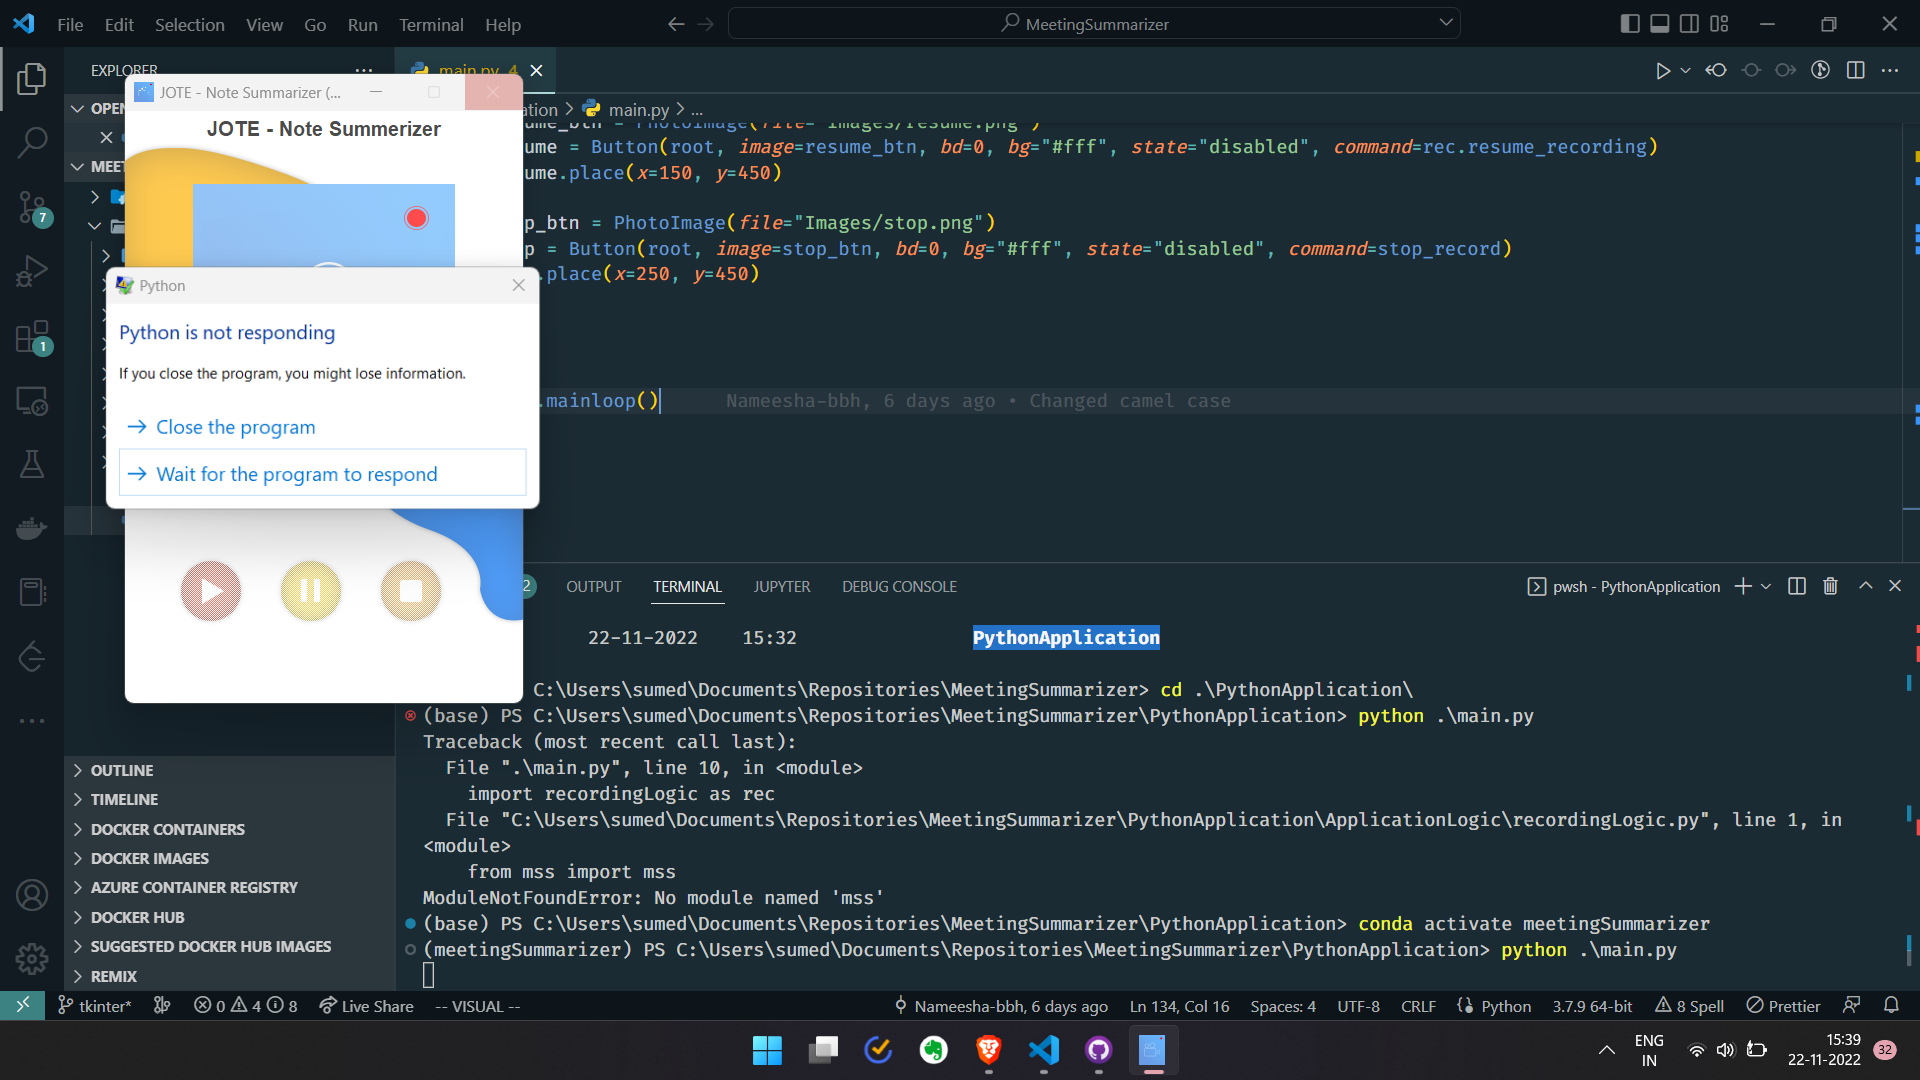 File Edit Selection View Go Run Terminal Help
MeetingSummarizer
EXPLORER
main.py 4
JOTE - Note Summarizer (...
OPEN
main.py > ...
JOTE - Note Summerizer
ume = Button(root, image=resume_btn, bd=0, bg="#fff", state="disabled", command=rec.resume_recording)
MEET
ume.place(x=150, y=450)
p_btn = PhotoImage(file="Images/stop.png")
p = Button(root, image=stop_btn, bd=0, bg="#fff", state="disabled", command=stop_record)
.place(x=250, y=450)
7
Python
Python is not responding
1
If you close the program, you might lose information.
.mainloop() Nameesha-bbh, 6 days ago • Changed camel case
→ Close the program
→ Wait for the program to respond
2 OUTPUT TERMINAL JUPYTER DEBUG CONSOLE
pwsh - PythonApplication
22-11-2022 15:32 PythonApplication
C:\Users\sumed\Documents\Repositories\MeetingSummarizer> cd .\PythonApplication\
(base) PS C:\Users\sumed\Documents\Repositories\MeetingSummarizer\PythonApplication> python .\main.py
Traceback (most recent call last):
File ".\main.py", line 10, in <module>
import recordingLogic as rec
File "C:\Users\sumed\Documents\Repositories\MeetingSummarizer\PythonApplication\ApplicationLogic\recordingLogic.py", line 1, in
<module>
from mss import mss
ModuleNotFoundError: No module named 'mss'
(base) PS C:\Users\sumed\Documents\Repositories\MeetingSummarizer\PythonApplication> conda activate meetingSummarizer
(meetingSummarizer) PS C:\Users\sumed\Documents\Repositories\MeetingSummarizer\PythonApplication> python .\main.py
OUTLINE
TIMELINE
DOCKER CONTAINERS
DOCKER IMAGES
AZURE CONTAINER REGISTRY
DOCKER HUB
SUGGESTED DOCKER HUB IMAGES
REMIX
tkinter* 0 4 8 Live Share -- VISUAL -- Nameesha-bbh, 6 days ago Ln 134, Col 16 Spaces: 4 UTF-8 CRLF Python 3.7.9 64-bit 8 Spell Prettier
ENG
IN
15:39
22-11-2022
32